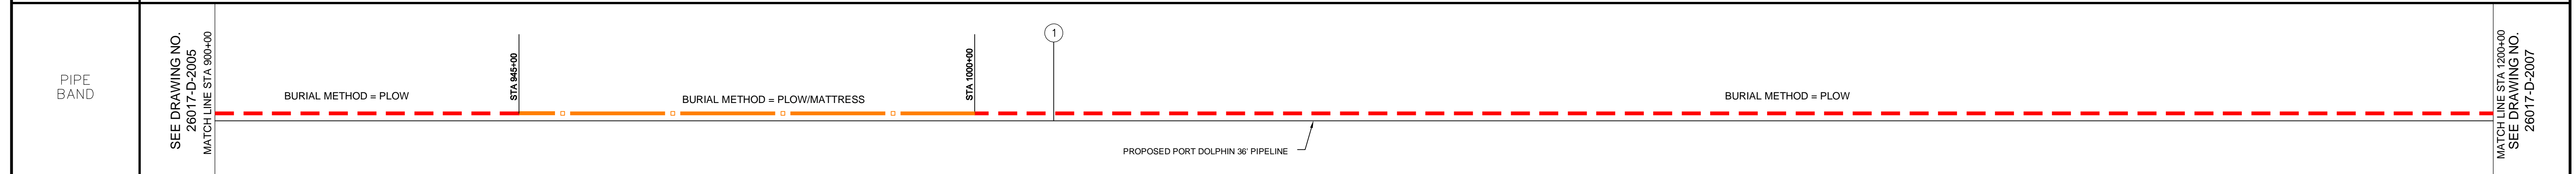 PIPE
BAND
SEE DRAWING NO.
26017-D-2005
MATCH LINE STA 900+00
BURIAL METHOD = PLOW
STA 945+00
BURIAL METHOD = PLOW/MATTRESS
STA 1000+00
1
PROPOSED PORT DOLPHIN 36' PIPELINE
BURIAL METHOD = PLOW
MATCH LINE STA 1200+00
SEE DRAWING NO.
26017-D-2007